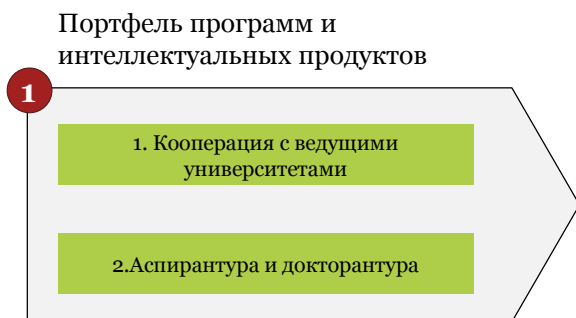 Портфель программ и
интеллектуальных продуктов
1
1. Кооперация с ведущими
университетами
2.Аспирантура и докторантура